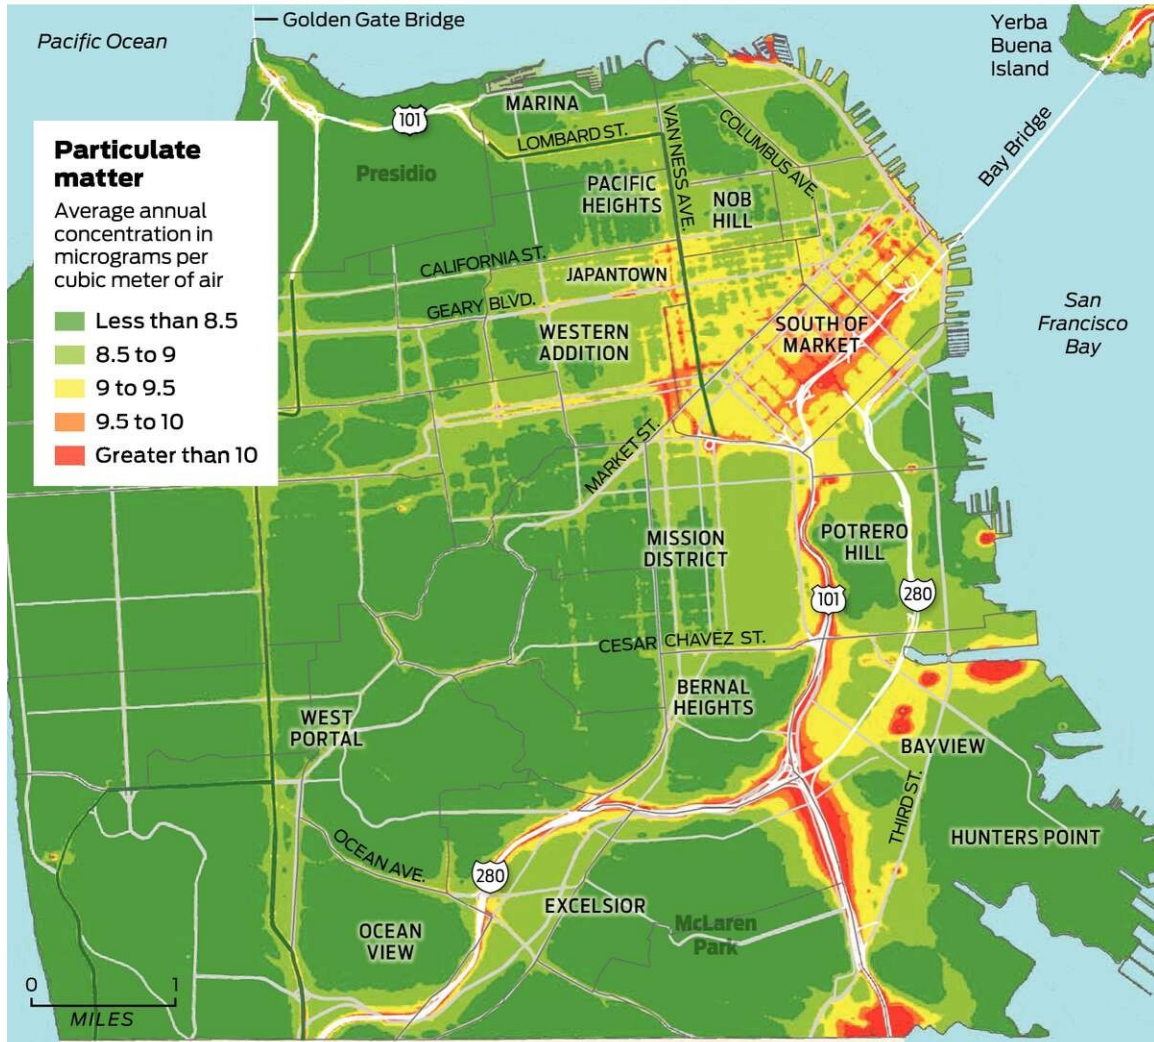 Golden Gate Bridge
Pacific Ocean
Yerba
Buena
Island
MARINA
101
LOMBARD ST.
VAN NESS AVE.
COLUMBUS AVE.
Bay Bridge
Particulate
matter
Average annual
concentration in
micrograms per
cubic meter of air
Less than 8.5
8.5 to 9
9 to 9.5
9.5 to 10
Greater than 10
Presidio
PACIFIC
HEIGHTS
NOB
HILL
CALIFORNIA ST.
JAPANTOWN
GEARY BLVD.
WESTERN
ADDITION
SOUTH OF
MARKET
San
Francisco
Bay
MARKET ST.
MISSION
DISTRICT
POTRERO
HILL
101
280
CESAR CHAVEZ ST.
BERNAL
HEIGHTS
WEST
PORTAL
BAYVIEW
THIRD ST.
HUNTERS POINT
OCEAN AVE.
280
EXCELSIOR
OCEAN
VIEW
McLaren
Park
0 1
MILES